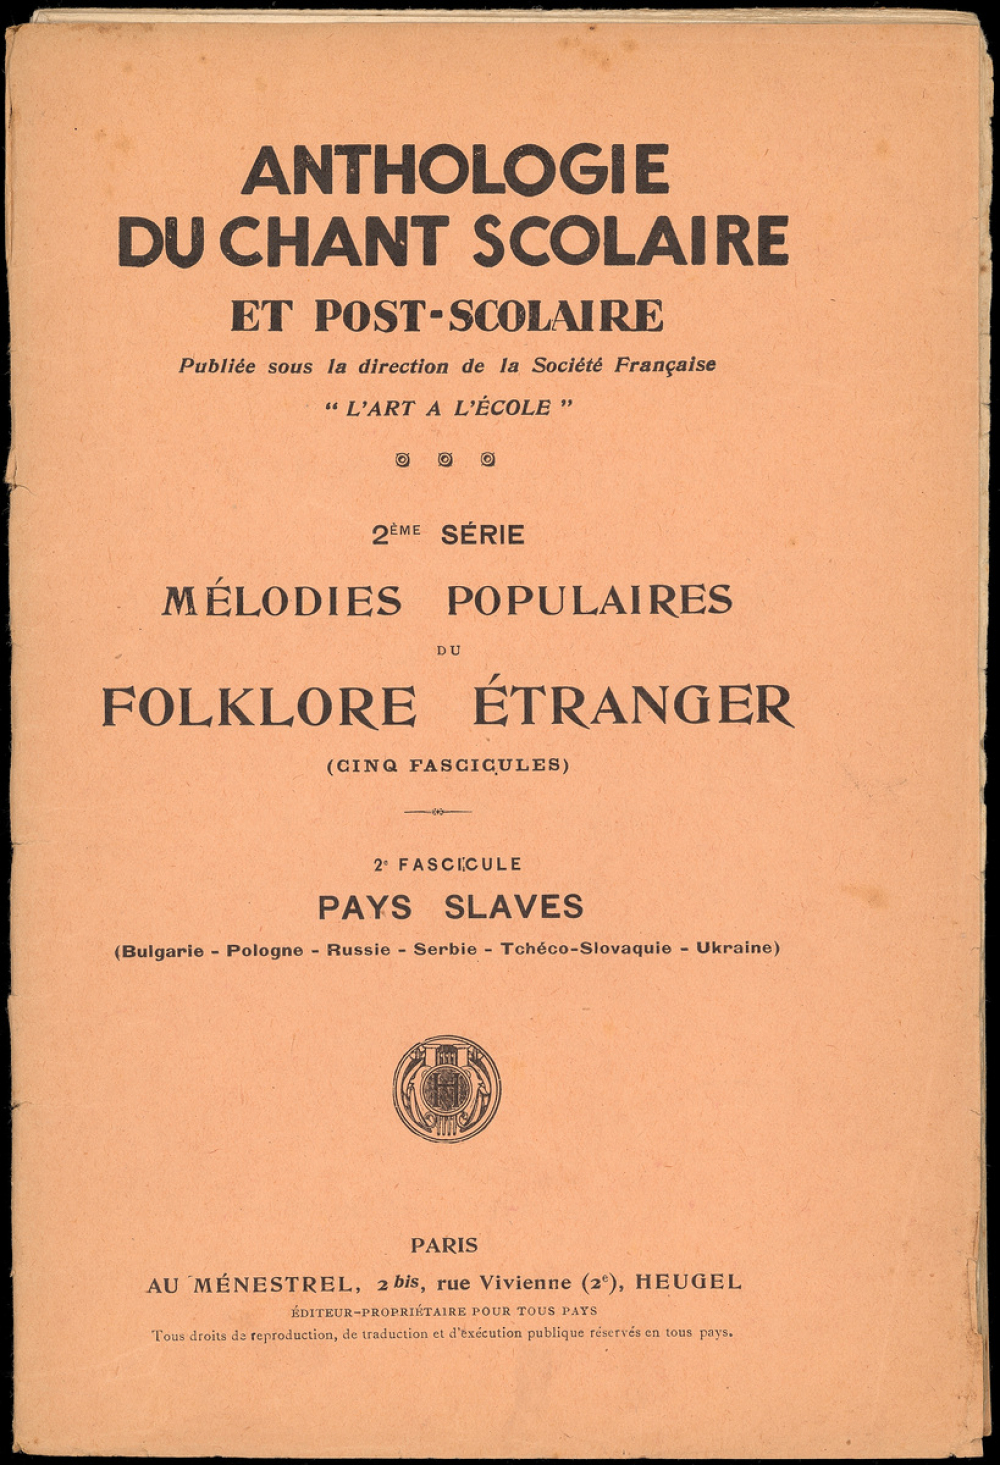 ANTHOLOGIE
DU CHANT SCOLAIRE
ET POST-SCOLAIRE
Publiée sous la direction de la Société Française
“ L’ART A L’ÉCOLE ”
2ÈME SÉRIE
MÉLODIES POPULAIRES
DU
FOLKLORE ÉTRANGER
(CINQ FASCICULES)
2e FASCICULE
PAYS SLAVES
(Bulgarie - Pologne - Russie - Serbie - Tchéco-Slovaquie - Ukraine)
H
PARIS
AU MÉNESTREL, 2 bis, rue Vivienne (2e), HEUGEL
ÉDITEUR-PROPRIÉTAIRE POUR TOUS PAYS
Tous droits de reproduction, de traduction et d’exécution publique réservés en tous pays.